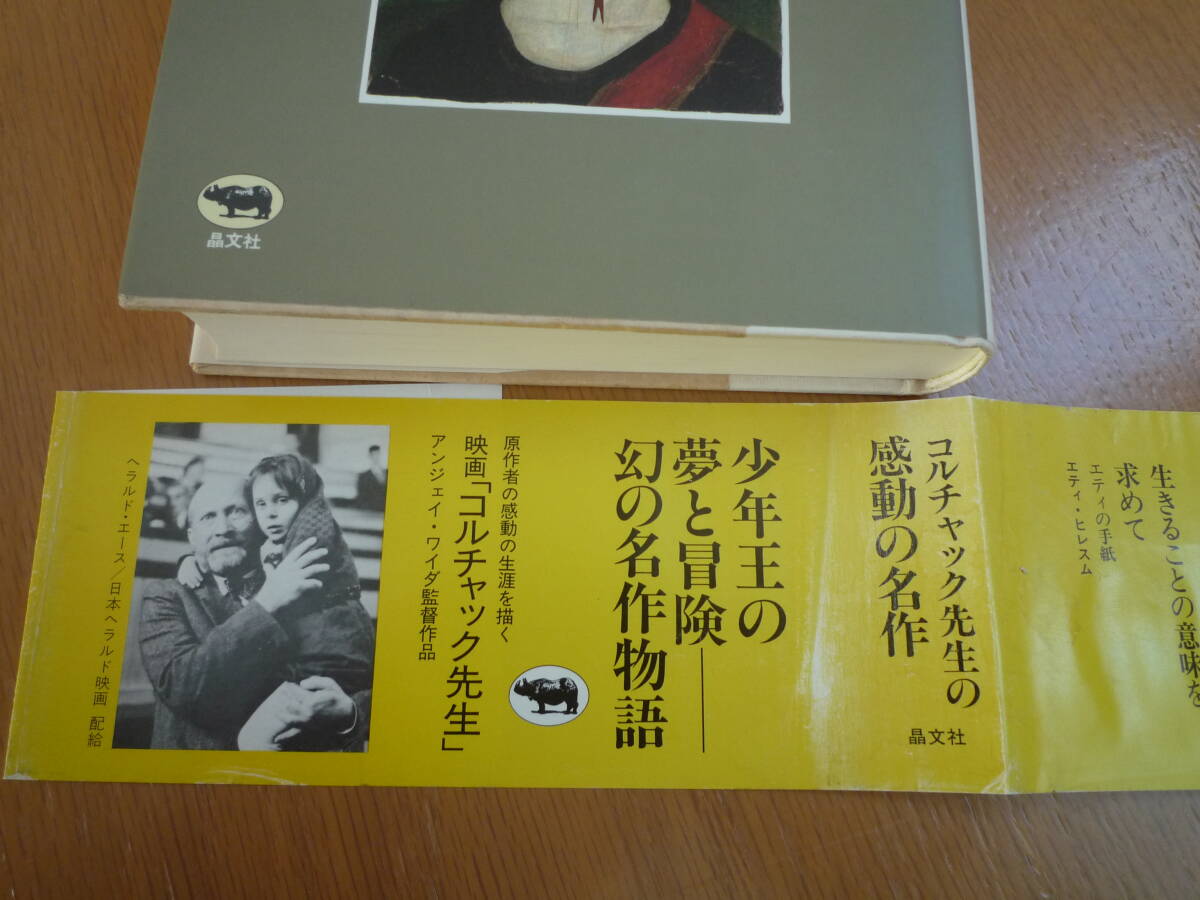 晶文社
生きることの意味を
求めて
エティの手紙
エティ・ヒレスム
コルチャック先生の
感動の名作
晶文社
少年王の
夢と冒険――
幻の名作物語
原作者の感動の生涯を描く
映画「コルチャック先生」
アンジェイ・ワイダ監督作品
ヘラルド・エース/日本ヘラルド映画 配給